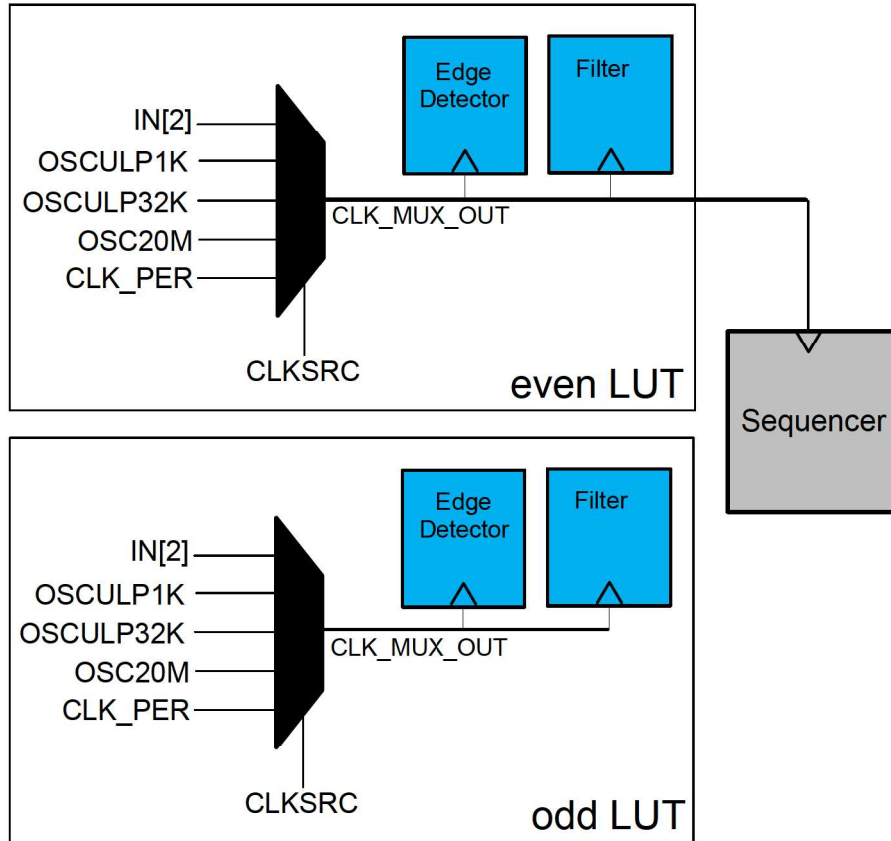 Edge
Detector
Filter
IN[2]
OSCULP1K
OSCULP32K
OSC20M
CLK_PER
CLK_MUX_OUT
CLKSRC
even LUT
Sequencer
Edge
Detector
Filter
IN[2]
OSCULP1K
OSCULP32K
OSC20M
CLK_PER
CLK_MUX_OUT
CLKSRC
odd LUT